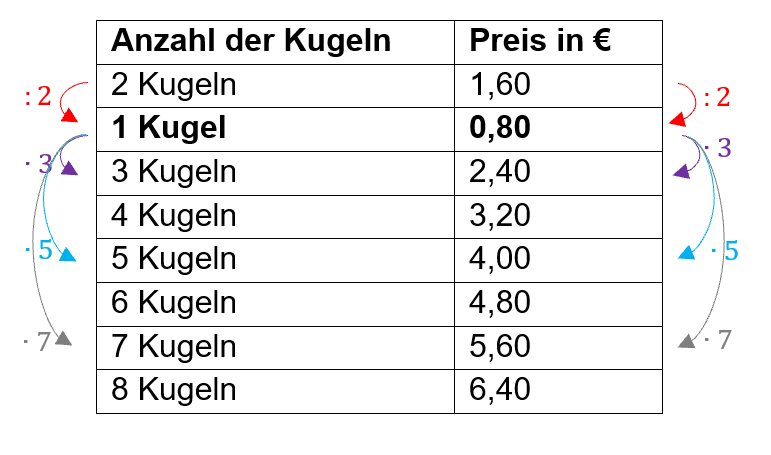 Anzahl der Kugeln Preis in €
2 Kugeln 1,60
: 2 : 2
1 Kugel 0,80
· 3 · 3
3 Kugeln 2,40
4 Kugeln 3,20
· 5 · 5
5 Kugeln 4,00
6 Kugeln 4,80
· 7 · 7
7 Kugeln 5,60
8 Kugeln 6,40